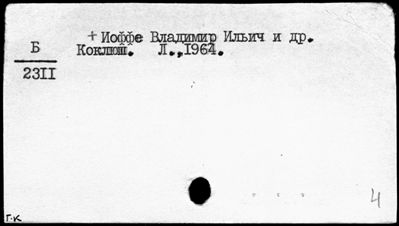 + Иоффе Владимир Ильич и др.
Б
Коклюш. Л.,1964.
2311
4
Г.К